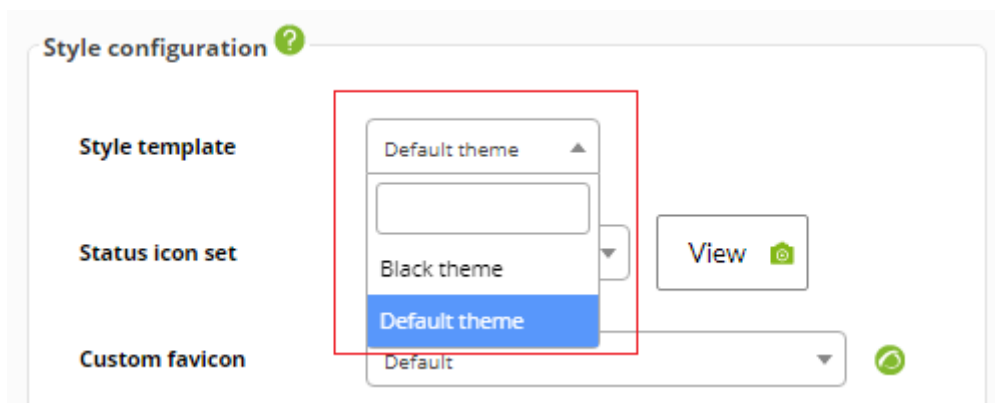 Style configuration ?
Style template
Default theme
Black theme
Status icon set
View
Default theme
Custom favicon
Default